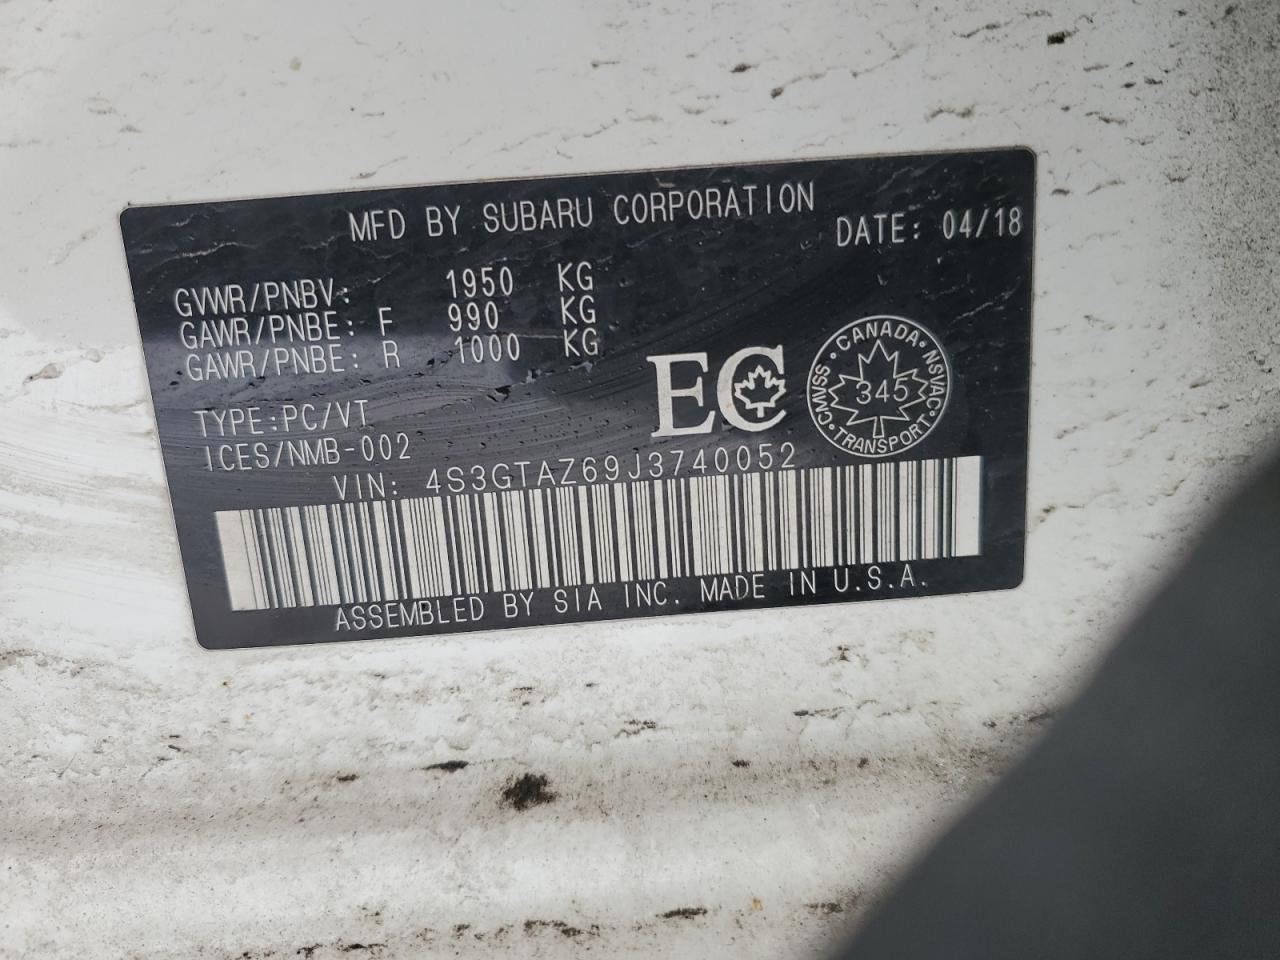 MFD BY SUBARU CORPORATION
DATE: 04/18
GVWR/PNBV: 1950 KG
GAWR/PNBE: F 990 KG
GAWR/PNBE: R 1000 KG
EC
CANADA
345
TRANSPORT
CMVSS
NSVAC
TYPE:PC/VT
ICES/NMB-002
VIN: 4S3GTAZ69J3740052
ASSEMBLED BY SIA INC. MADE IN U.S.A.